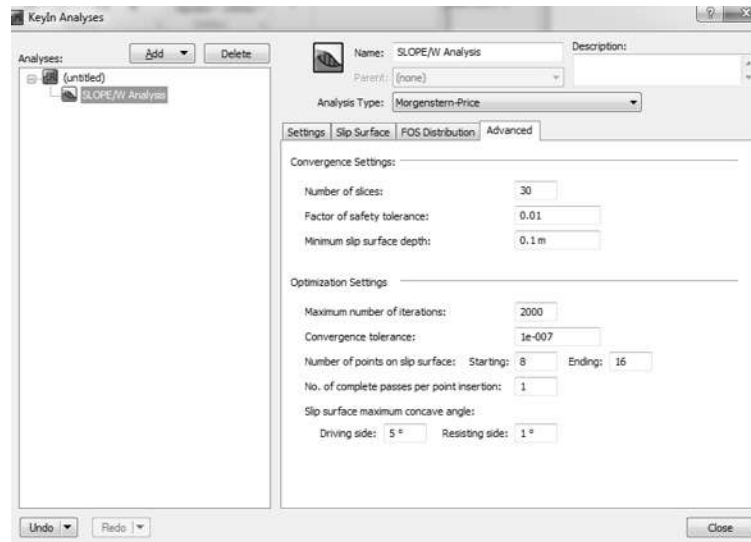 KeyIn Analyses
Analyses:
Add
Delete
(untitled)
SLOPE/W Analysis
Name: SLOPE/W Analysis
Description:
Parent: (none)
Analysis Type: Morgenstern-Price
Settings Slip Surface FOS Distribution Advanced
Convergence Settings:
Number of slices: 30
Factor of safety tolerance: 0.01
Minimum slip surface depth: 0.1 m
Optimization Settings
Maximum number of iterations: 2000
Convergence tolerance: 1e-007
Number of points on slip surface: Starting: 8 Ending: 16
No. of complete passes per point insertion: 1
Slip surface maximum concave angle:
Driving side: 5 ° Resisting side: 1 °
Undo
Redo
Close